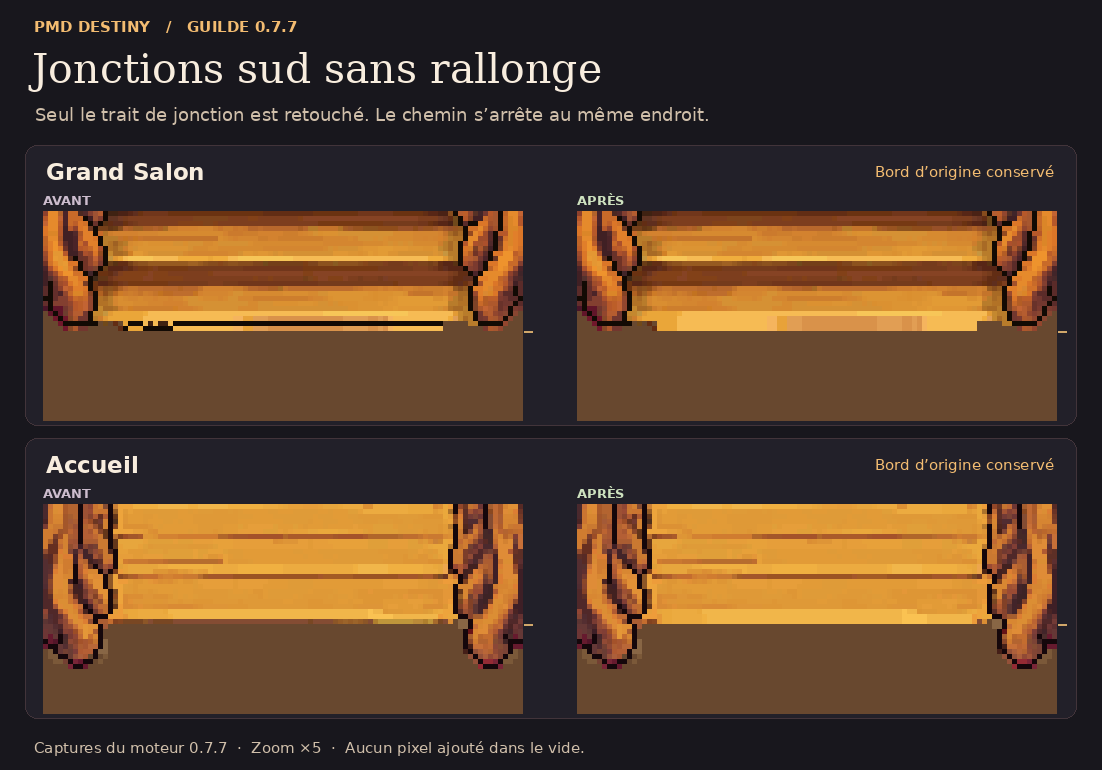 PMD DESTINY / GUILDE 0.7.7
Jonctions sud sans rallonge
Seul le trait de jonction est retouché. Le chemin s’arrête au même endroit.
Grand Salon
Bord d’origine conservé
AVANT
APRÈS
Accueil
Bord d’origine conservé
AVANT
APRÈS
Captures du moteur 0.7.7 · Zoom ×5 · Aucun pixel ajouté dans le vide.